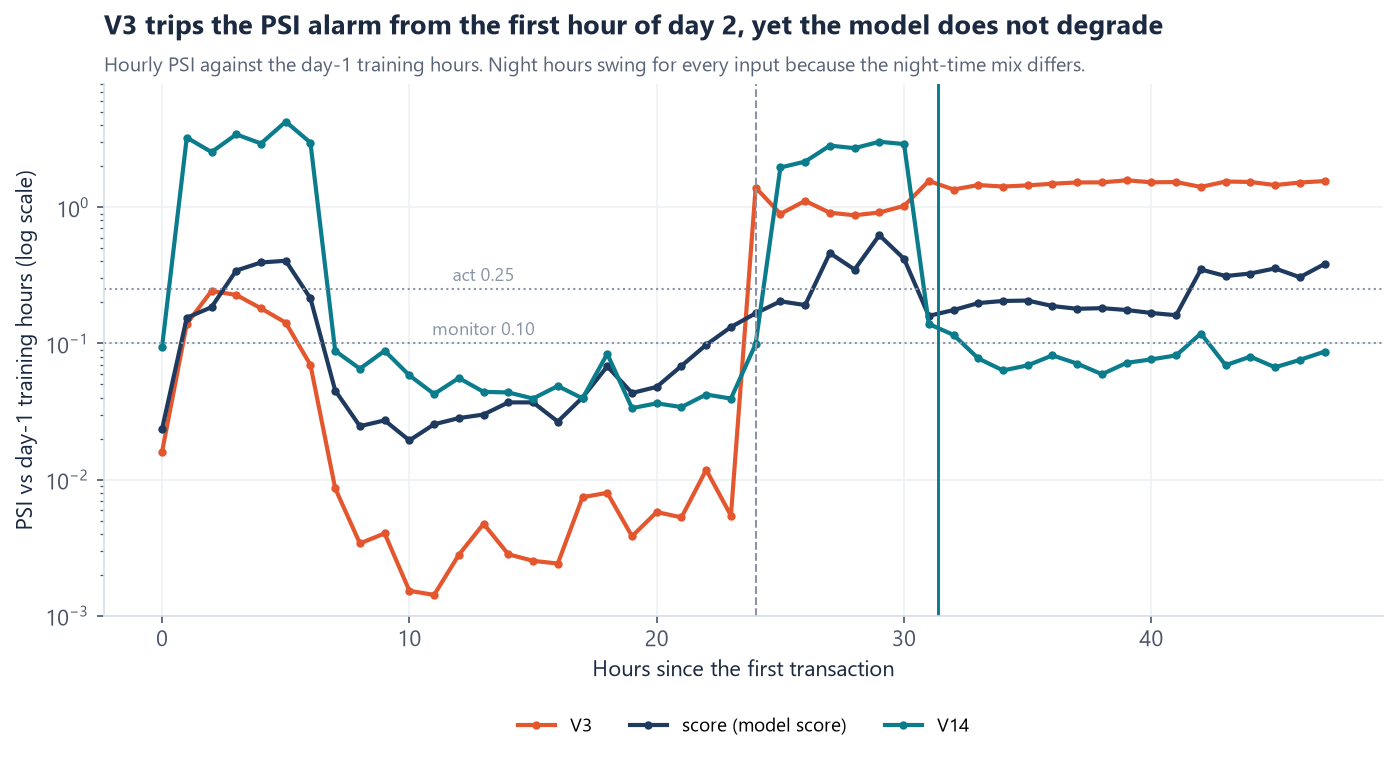 V3 trips the PSI alarm from the first hour of day 2, yet the model does not degrade
Hourly PSI against the day-1 training hours. Night hours swing for every input because the night-time mix differs.
PSI vs day-1 training hours (log scale)
10⁰
10⁻¹
10⁻²
10⁻³
act 0.25
monitor 0.10
0 10 20 30 40
Hours since the first transaction
V3 score (model score) V14